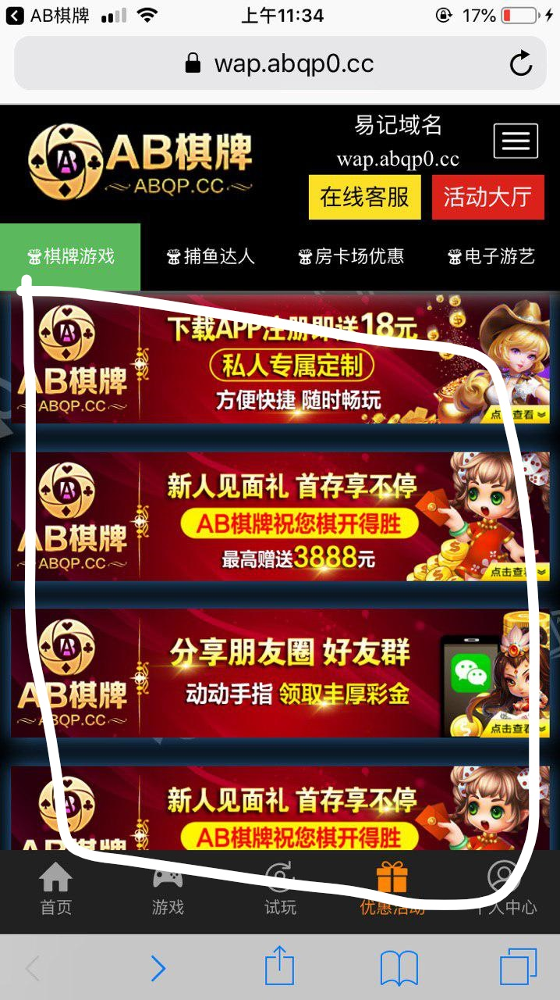 AB棋牌
上午11:34
17%
wap.abqp0.cc
AB棋牌
ABQP.CC
易记域名
wap.abqp0.cc
在线客服
活动大厅
棋牌游戏
捕鱼达人
房卡场优惠
电子游艺
AB棋牌
ABQP.CC
下载APP注册即送18元
私人专属定制
方便快捷 随时畅玩
点击查看
AB棋牌
ABQP.CC
新人见面礼 首存享不停
AB棋牌祝您棋开得胜
最高赠送3888元
点击查看
AB棋牌
ABQP.CC
分享朋友圈 好友群
动动手指 领取丰厚彩金
点击查看
AB棋牌
新人见面礼 首存享不停
AB棋牌祝您棋开得胜
首页
游戏
试玩
优惠活动
个人中心